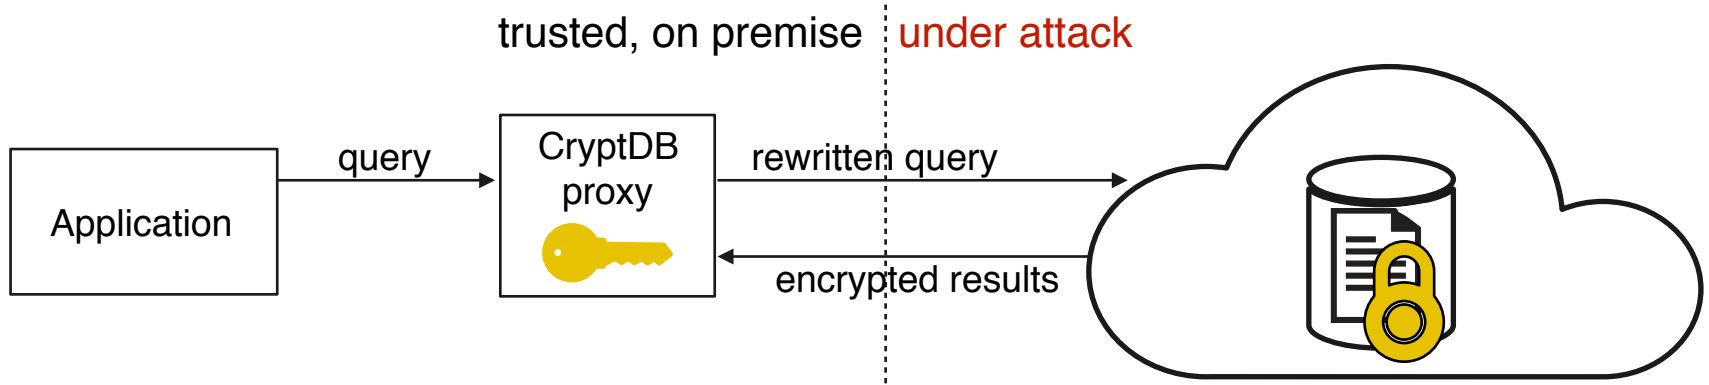 trusted, on premise
under attack
Application
query
CryptDB
proxy
rewritten query
encrypted results